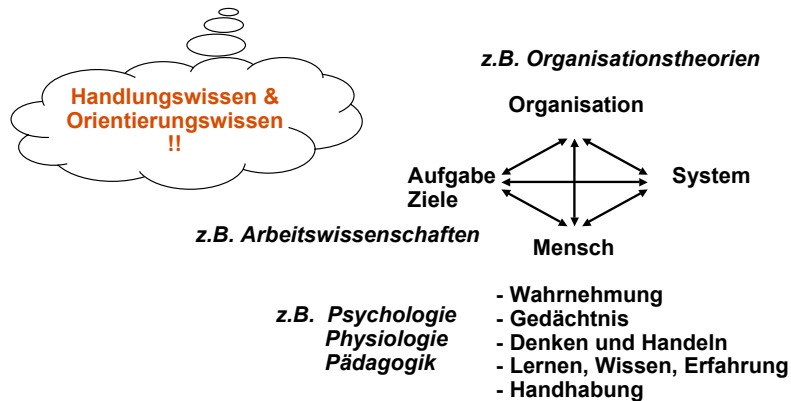 z.B. Organisationstheorien
Handlungswissen &
Orientierungswissen
!!
Organisation
Aufgabe
Ziele
System
z.B. Arbeitswissenschaften
Mensch
z.B. Psychologie
Physiologie
Pädagogik
- Wahrnehmung
- Gedächtnis
- Denken und Handeln
- Lernen, Wissen, Erfahrung
- Handhabung